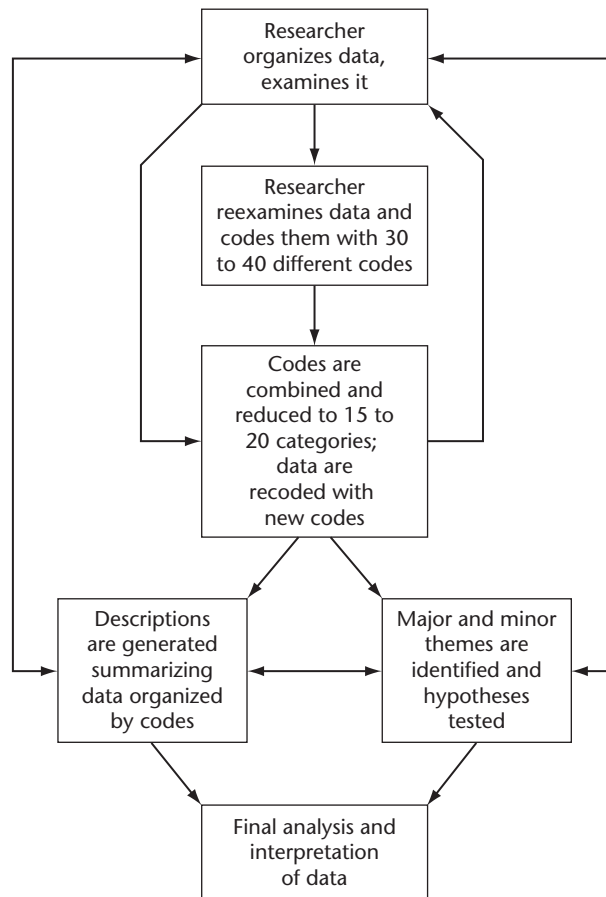 Researcher
organizes data,
examines it
Researcher
reexamines data and
codes them with 30
to 40 different codes
Codes are
combined and
reduced to 15 to
20 categories;
data are
recoded with
new codes
Descriptions
are generated
summarizing
data organized
by codes
Major and minor
themes are
identified and
hypotheses
tested
Final analysis and
interpretation
of data